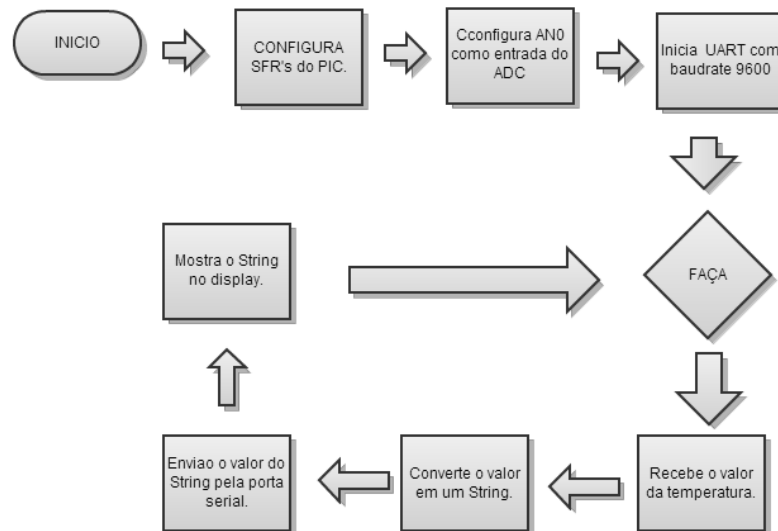 INICIO
CONFIGURA
SFR's do PIC.
Cconfigura AN0
como entrada do
ADC
Inicia UART com
baudrate 9600
FAÇA
Recebe o valor
da temperatura.
Converte o valor
em um String.
Enviao o valor do
String pela porta
serial.
Mostra o String
no display.